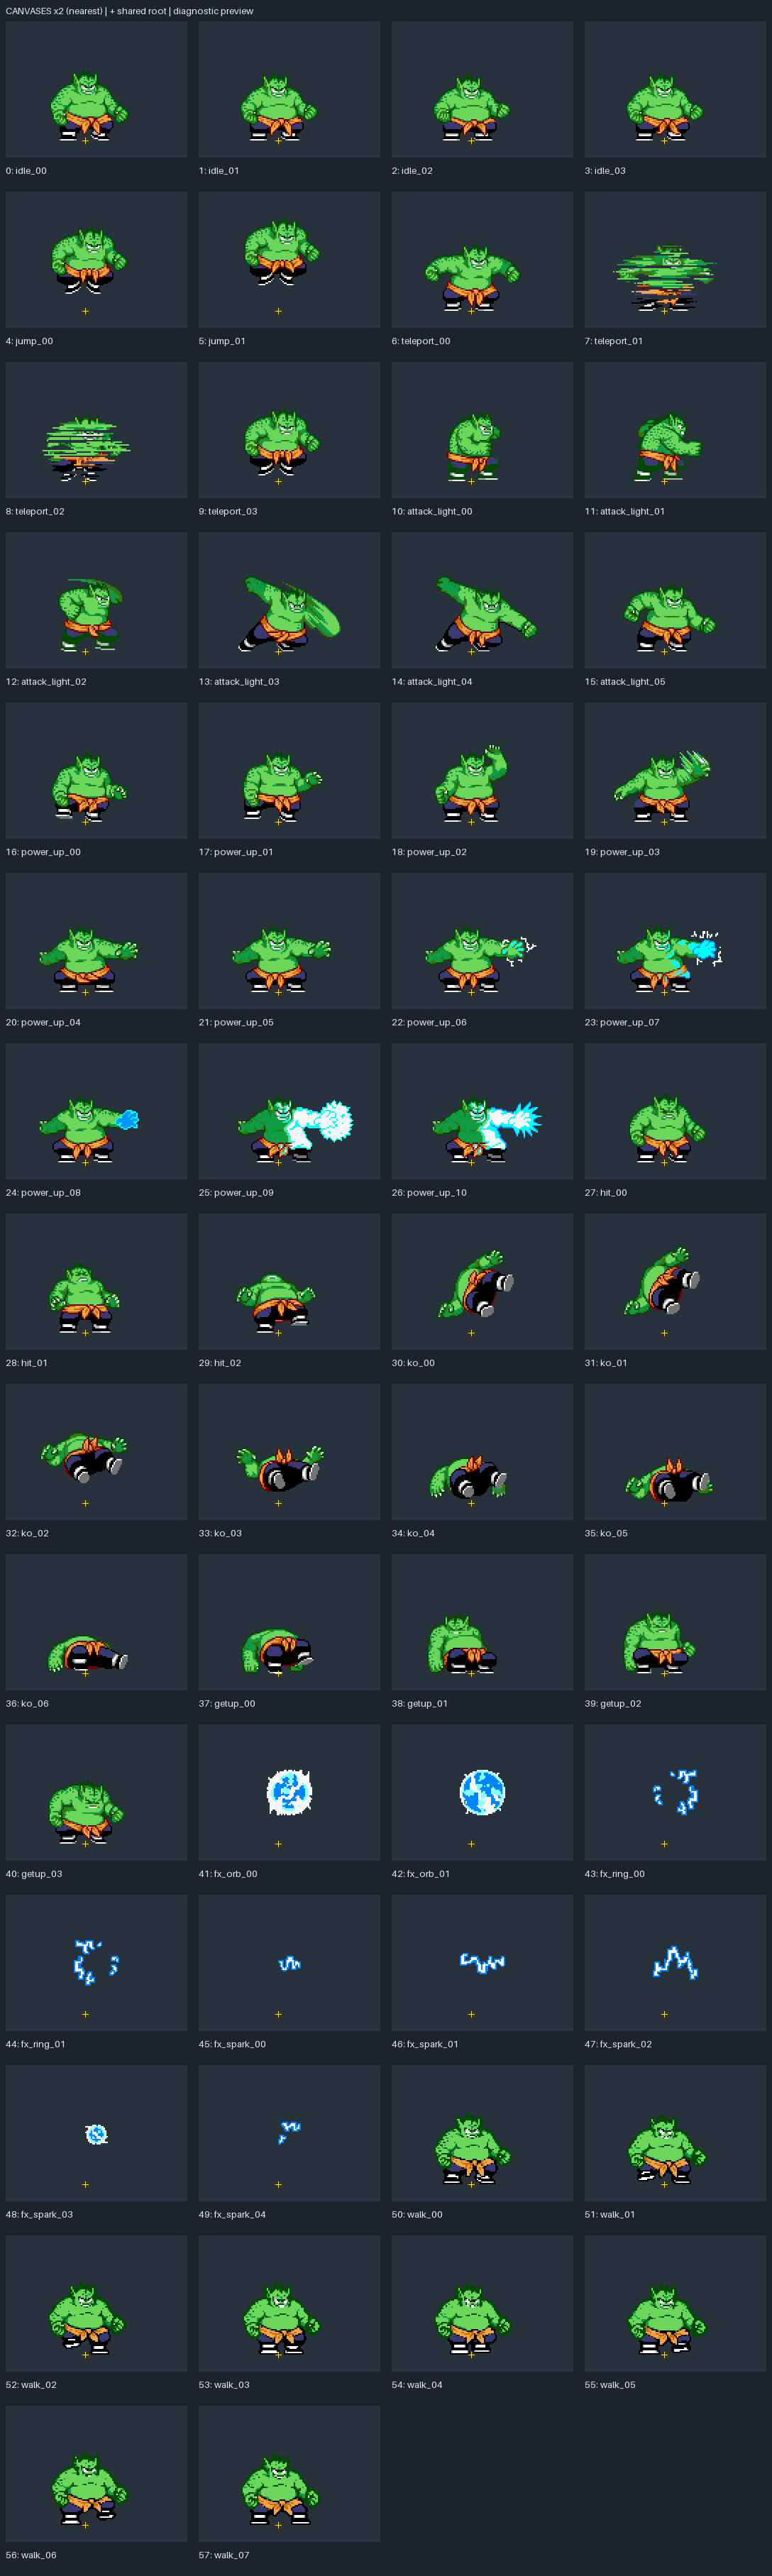 CANVASES x2 (nearest) | + shared root | diagnostic preview
0: idle_00
1: idle_01
2: idle_02
3: idle_03
4: jump_00
5: jump_01
6: teleport_00
7: teleport_01
8: teleport_02
9: teleport_03
10: attack_light_00
11: attack_light_01
12: attack_light_02
13: attack_light_03
14: attack_light_04
15: attack_light_05
16: power_up_00
17: power_up_01
18: power_up_02
19: power_up_03
20: power_up_04
21: power_up_05
22: power_up_06
23: power_up_07
24: power_up_08
25: power_up_09
26: power_up_10
27: hit_00
28: hit_01
29: hit_02
30: ko_00
31: ko_01
32: ko_02
33: ko_03
34: ko_04
35: ko_05
36: ko_06
37: getup_00
38: getup_01
39: getup_02
40: getup_03
41: fx_orb_00
42: fx_orb_01
43: fx_ring_00
44: fx_ring_01
45: fx_spark_00
46: fx_spark_01
47: fx_spark_02
48: fx_spark_03
49: fx_spark_04
50: walk_00
51: walk_01
52: walk_02
53: walk_03
54: walk_04
55: walk_05
56: walk_06
57: walk_07